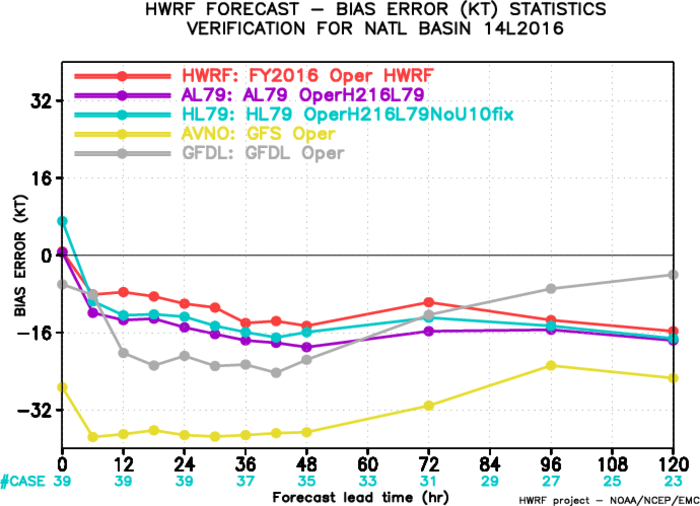 HWRF FORECAST – BIAS ERROR (KT) STATISTICS
VERIFICATION FOR NATL BASIN 14L2016
HWRF: FY2016 Oper HWRF
AL79: AL79 OperH216L79
HL79: HL79 OperH216L79NoU10fix
AVNO: GFS Oper
GFDL: GFDL Oper
BIAS ERROR (KT)
32
16
0
−16
−32
0 12 24 36 48 60 72 84 96 108 120
#CASE 39 39 39 37 35 33 31 29 27 25 23
Forecast lead time (hr)
HWRF project – NOAA/NCEP/EMC